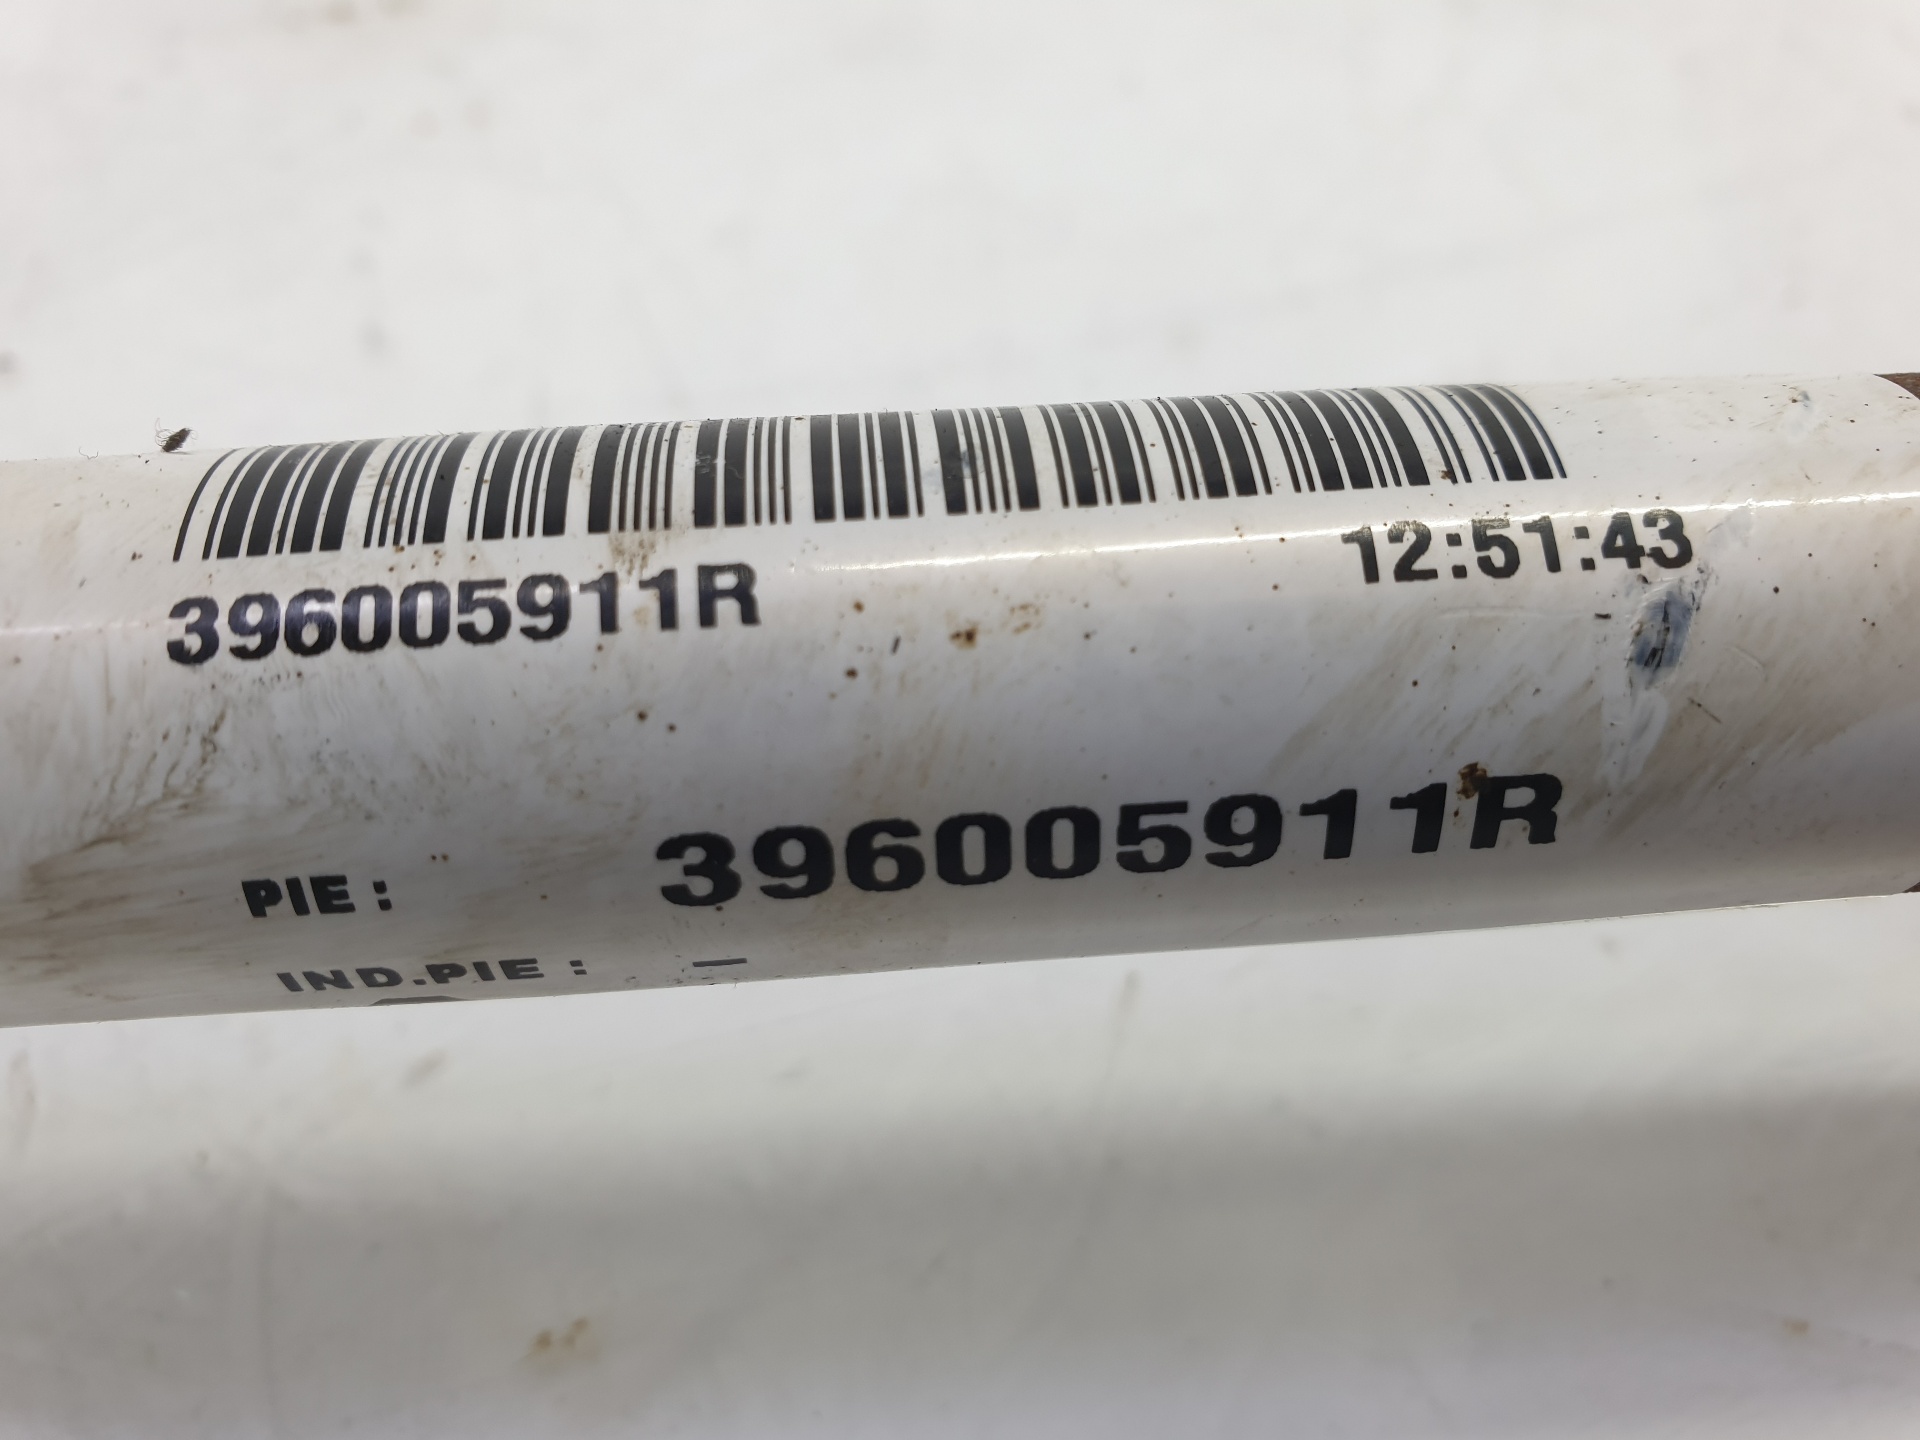 396005911R
12:51:43
PIE : 396005911R
IND.PIE : –